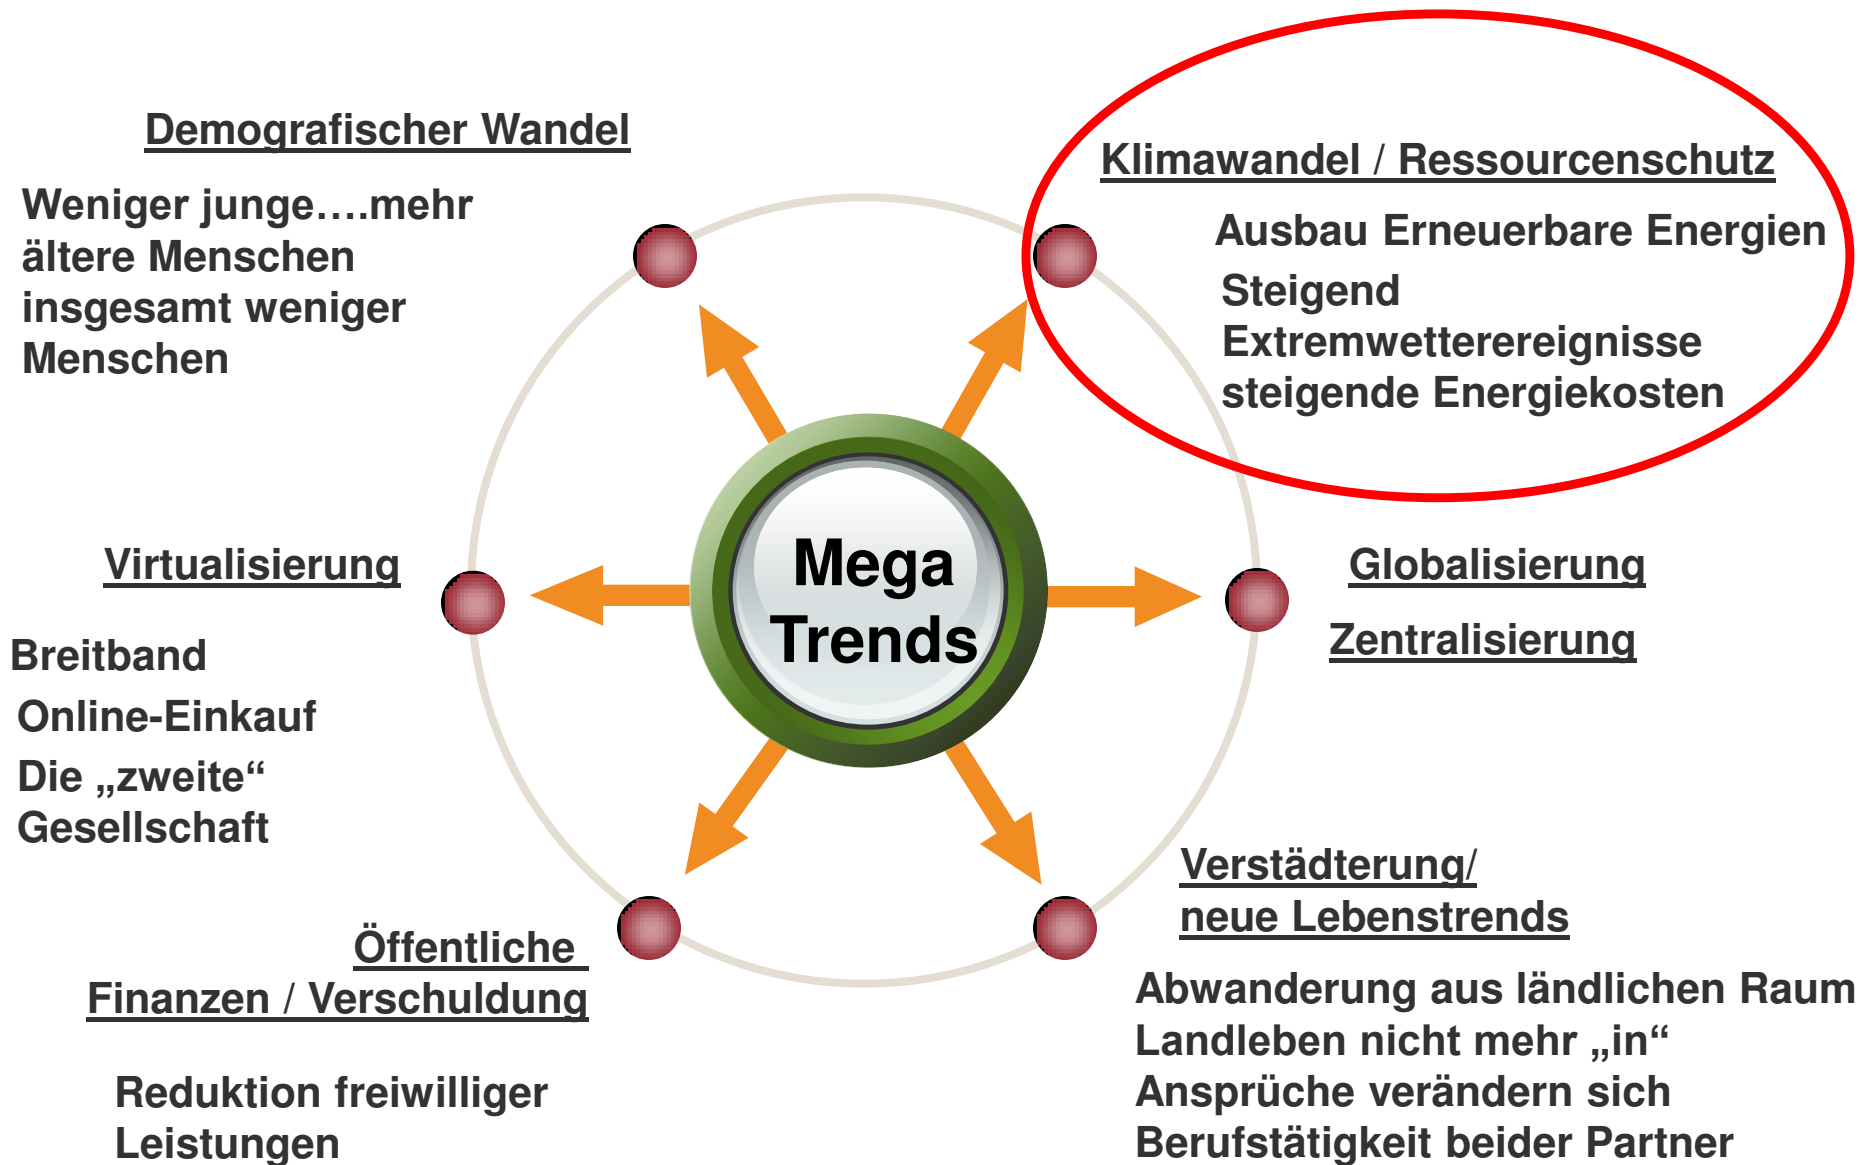 Demografischer Wandel
Weniger junge….mehr
ältere Menschen
insgesamt weniger
Menschen
Klimawandel / Ressourcenschutz
Ausbau Erneuerbare Energien
Steigend
Extremwetterereignisse
steigende Energiekosten
Mega
Trends
Virtualisierung
Breitband
Online-Einkauf
Die „zweite“
Gesellschaft
Globalisierung
Zentralisierung
Öffentliche
Finanzen / Verschuldung
Reduktion freiwilliger
Leistungen
Verstädterung/
neue Lebenstrends
Abwanderung aus ländlichen Raum
Landleben nicht mehr „in“
Ansprüche verändern sich
Berufstätigkeit beider Partner